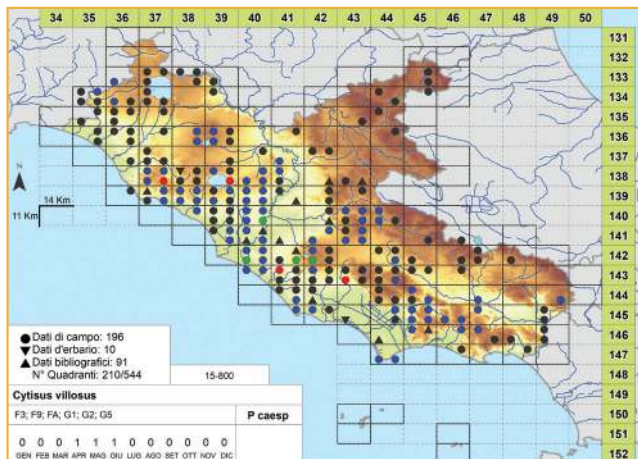 34 35 36 37 38 39 40 41 42 43 44 45 46 47 48 49 50
131
132
133
134
135
136
137
138
139
140
141
142
143
144
145
146
147
148
149
150
151
152
N
14 Km
11 Km
Dati di campo: 196
Dati d'erbario: 10
Dati bibliografici: 91
N° Quadranti: 210/544
15-800
Cytisus villosus
F3; F9; FA; G1; G2; G5
P caesp
0 0 0 1 1 1 0 0 0 0 0 0
GEN FEB MAR APR MAG GIU LUG AGO SET OTT NOV DIC